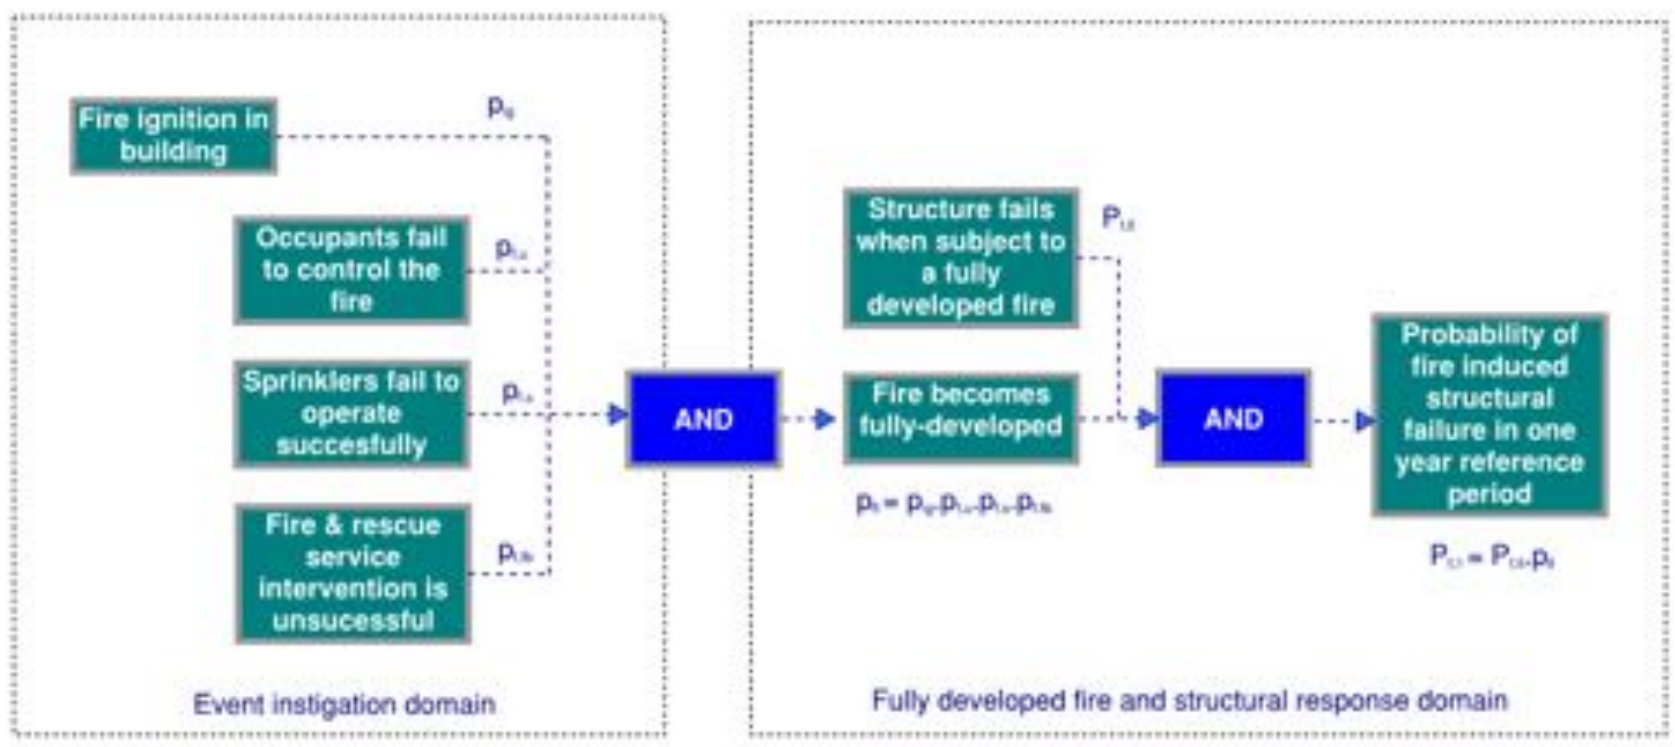 Fire ignition in
building
Occupants fail
to control the
fire
Sprinklers fail to
operate
succesfully
Fire & rescue
service
intervention is
unsucessful
AND
Event instigation domain
Structure fails
when subject to
a fully
developed fire
Fire becomes
fully-developed
AND
Probability of
fire induced
structural
failure in one
year reference
period
Fully developed fire and structural response domain